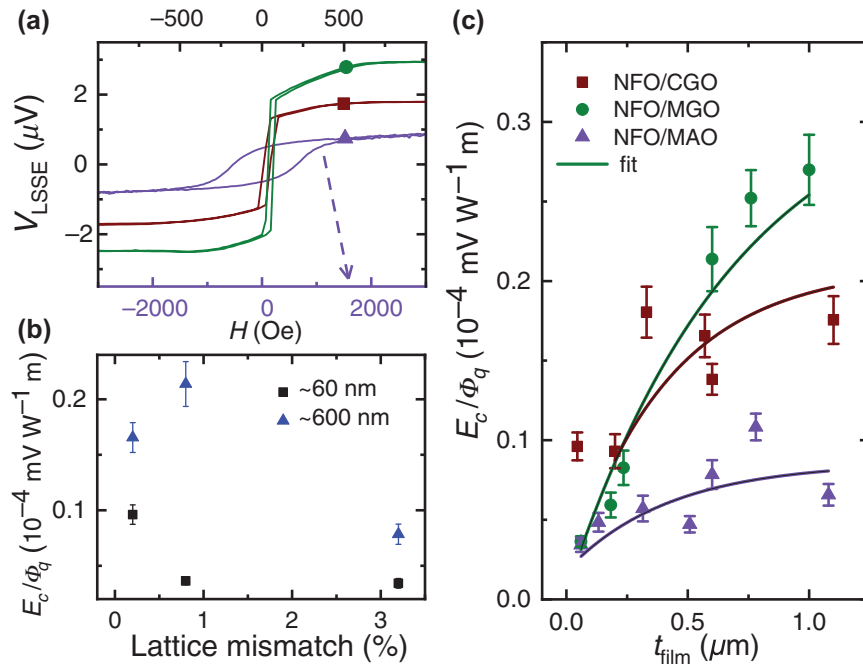 (a)
−500 0 500
2
0
−2
V_LSSE (μV)
−2000 0 2000
H (Oe)
(b)
0.2
0.1
E_c/Φ_q (10⁻⁴ mV W⁻¹ m)
~60 nm
~600 nm
0 1 2 3
Lattice mismatch (%)
(c)
NFO/CGO
NFO/MGO
NFO/MAO
fit
0.3
0.2
0.1
0.0
E_c/Φ_q (10⁻⁴ mV W⁻¹ m)
0.0 0.5 1.0
t_film (μm)